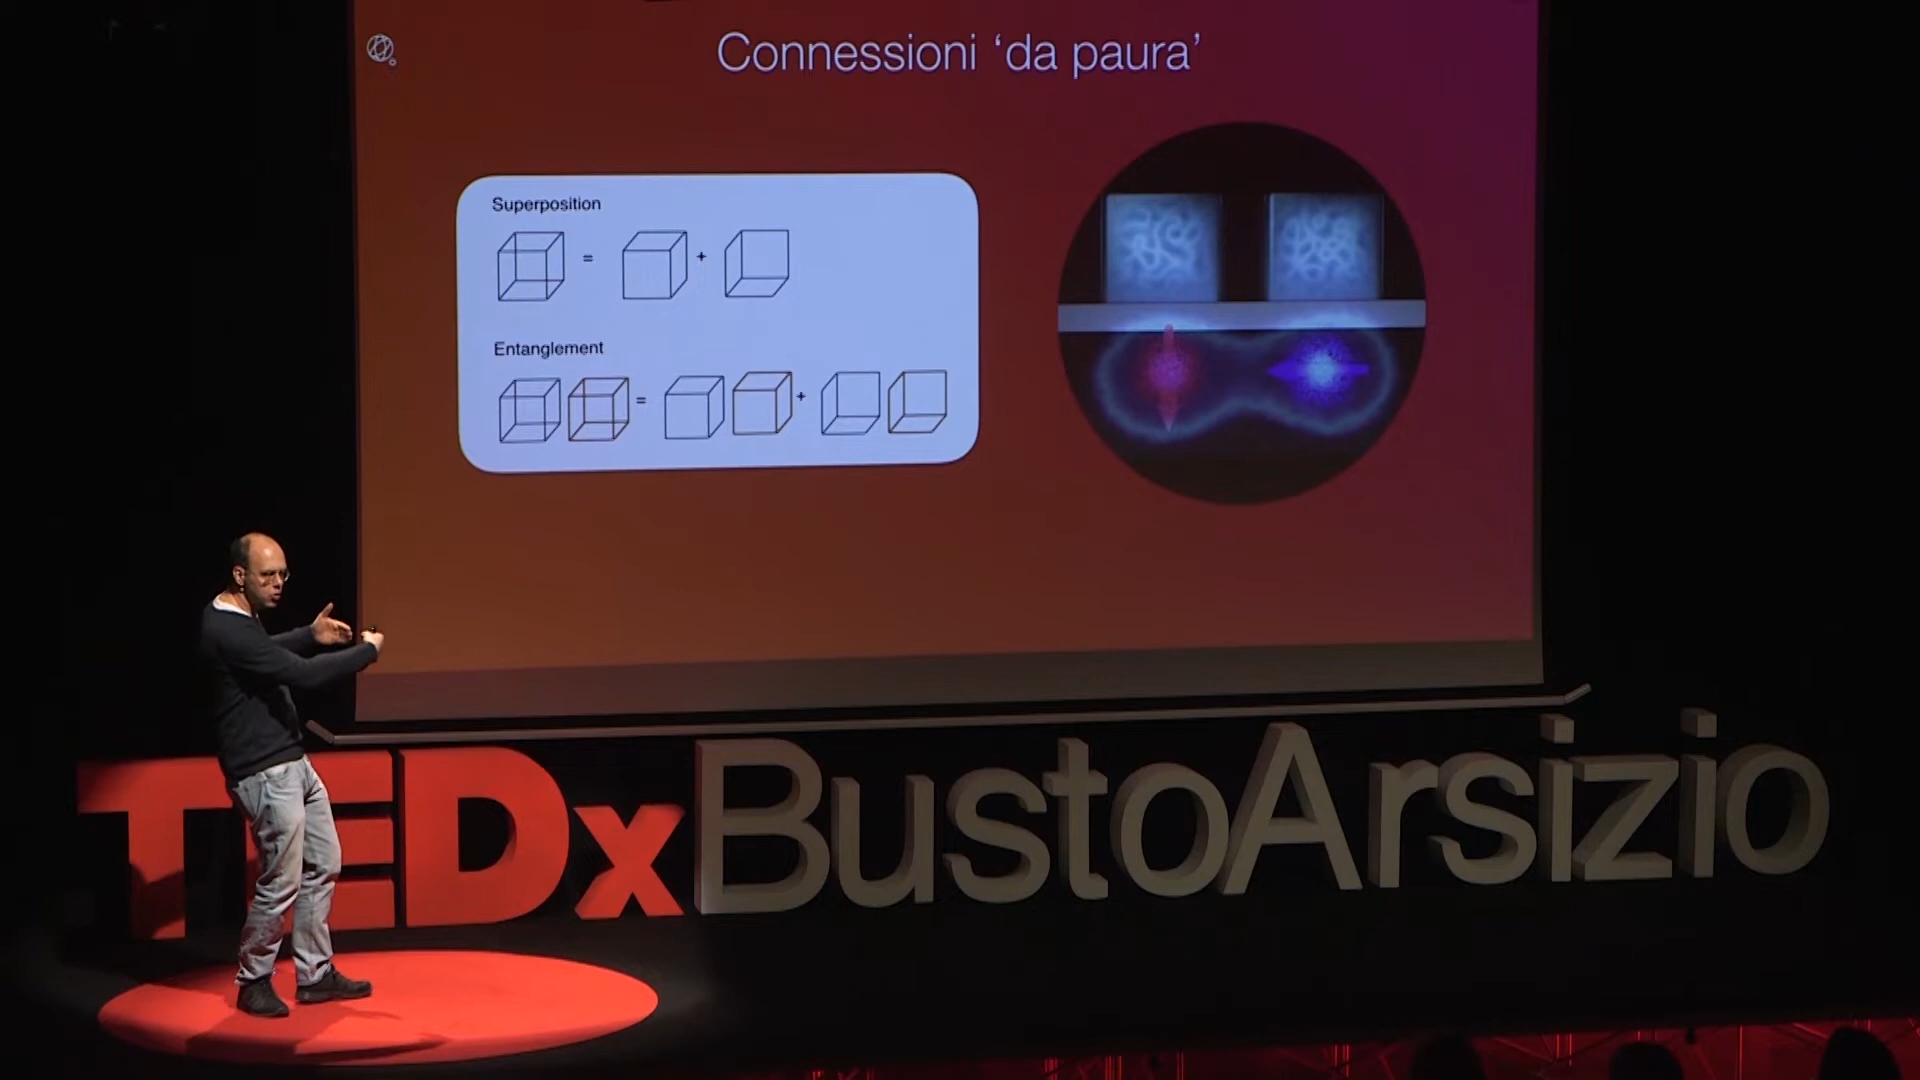 Connessioni ‘da paura’
Superposition
= +
Entanglement
= +
TEDxBustoArsizio